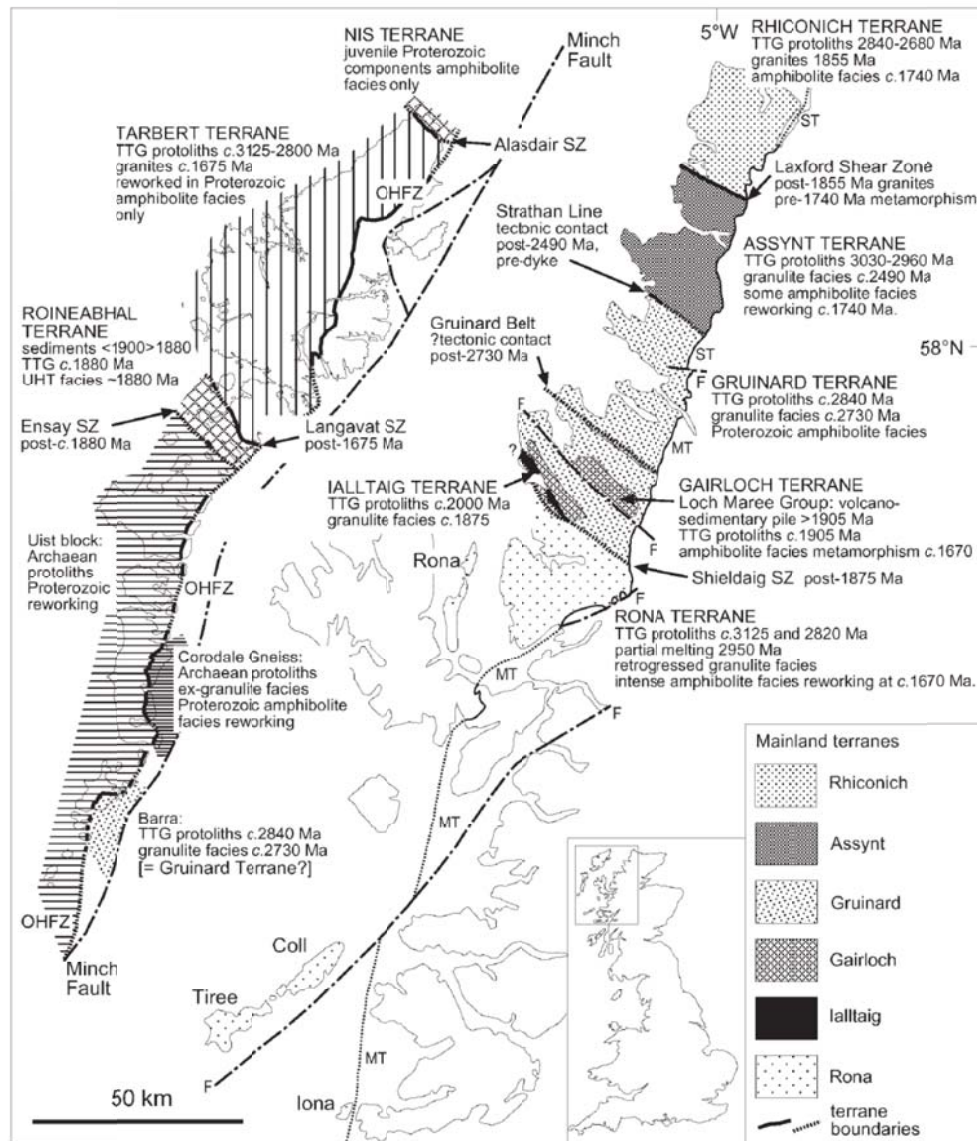 NIS TERRANE
juvenile Proterozoic
components amphibolite
facies only
Minch
Fault
5°W
RHICONICH TERRANE
TTG protoliths 2840-2680 Ma
granites 1855 Ma
amphibolite facies c.1740 Ma
ST
TARBERT TERRANE
TTG protoliths c.3125-2800 Ma
granites c.1675 Ma
reworked in Proterozoic
amphibolite facies
only
Alasdair SZ
OHFZ
Laxford Shear Zone
post-1855 Ma granites
pre-1740 Ma metamorphism
Strathan Line
tectonic contact
post-2490 Ma,
pre-dyke
ASSYNT TERRANE
TTG protoliths 3030-2960 Ma
granulite facies c.2490 Ma
some amphibolite facies
reworking c.1740 Ma.
ROINEABHAL
TERRANE
sediments <1900>1880
TTG c.1880 Ma
UHT facies ~1880 Ma
Gruinard Belt
?tectonic contact
post-2730 Ma
58°N
ST
F
GRUINARD TERRANE
TTG protoliths c.2840 Ma
granulite facies c.2730 Ma
Proterozoic amphibolite facies
Ensay SZ
post-c.1880 Ma
Langavat SZ
post-1675 Ma
F
MT
?
IALLTAIG TERRANE
TTG protoliths c.2000 Ma
granulite facies c.1875
GAIRLOCH TERRANE
Loch Maree Group: volcano-
sedimentary pile >1905 Ma
TTG protoliths c.1905 Ma
amphibolite facies metamorphism c.1670
F
Uist block:
Archaean
protoliths
Proterozoic
reworking
OHFZ
Rona
Shieldaig SZ post-1875 Ma
F
RONA TERRANE
TTG protoliths c.3125 and 2820 Ma
partial melting 2950 Ma
retrogressed granulite facies
intense amphibolite facies reworking at c.1670 Ma.
MT
Corodale Gneiss:
Archaean protoliths
ex-granulite facies
Proterozoic amphibolite
facies reworking
F
Mainland terranes
Rhiconich
Assynt
Gruinard
Gairloch
Ialltaig
Rona
terrane
boundaries
MT
Barra:
TTG protoliths c.2840 Ma
granulite facies c.2730 Ma
[= Gruinard Terrane?]
OHFZ
Minch
Fault
Coll
Tiree
MT
F
Iona
50 km